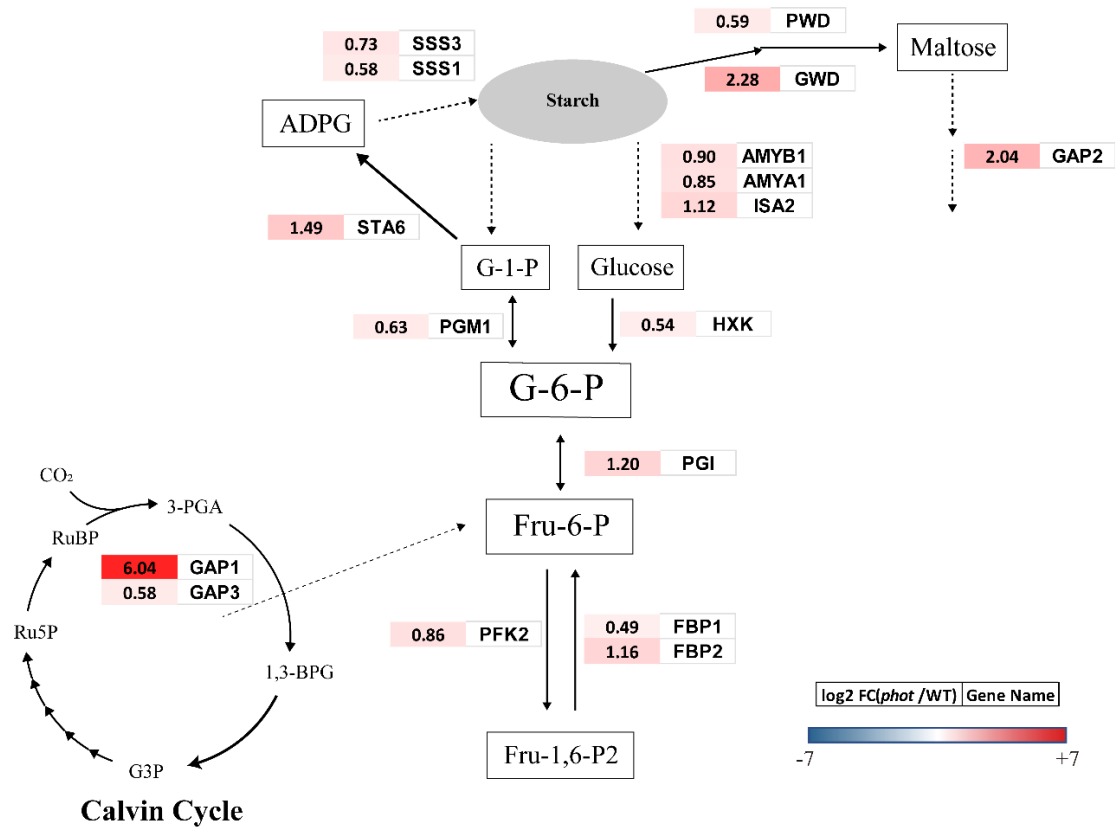 0.59 PWD
0.73 SSS3
0.58 SSS1
Maltose
2.28 GWD
Starch
ADPG
0.90 AMYB1
0.85 AMYA1
1.12 ISA2
2.04 GAP2
1.49 STA6
G-1-P
Glucose
0.63 PGM1
0.54 HXK
G-6-P
1.20 PGI
CO₂
3-PGA
RuBP
Fru-6-P
6.04 GAP1
0.58 GAP3
Ru5P
0.86 PFK2
0.49 FBP1
1.16 FBP2
1,3-BPG
log2 FC(phot /WT) Gene Name
-7 +7
Fru-1,6-P2
G3P
Calvin Cycle